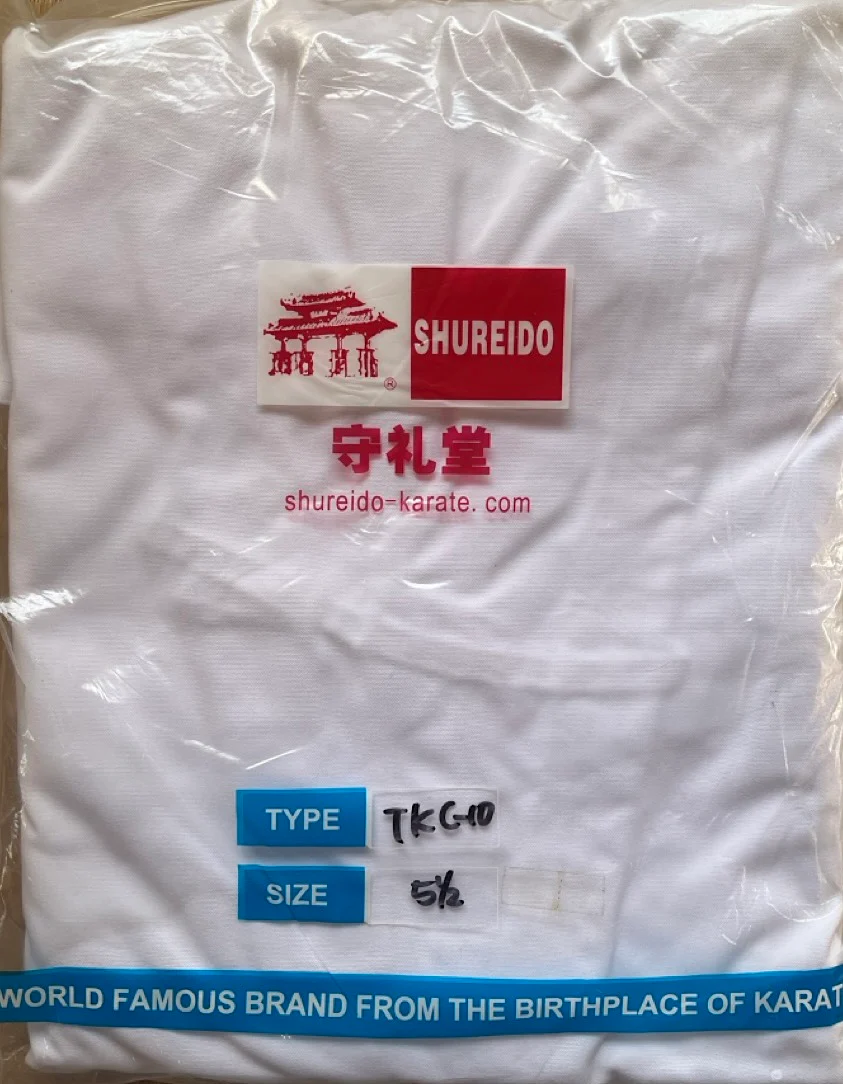 SHUREIDO
®
守礼堂
shureido-karate.com
TYPE TKC-10
SIZE 5½
WORLD FAMOUS BRAND FROM THE BIRTHPLACE OF KARAT